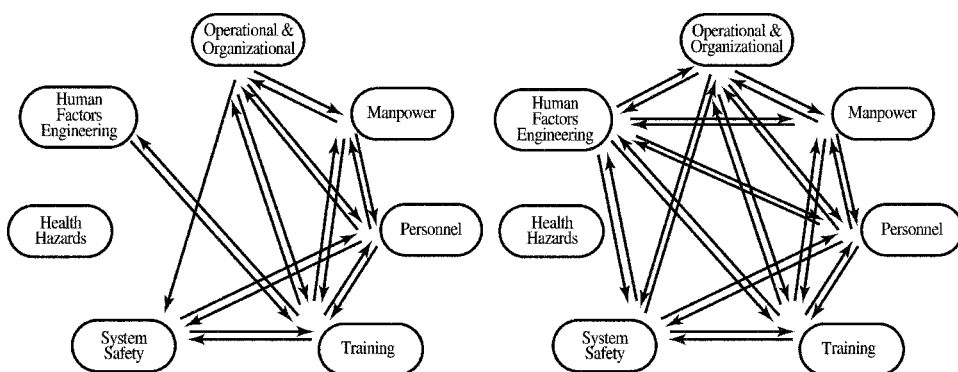 Operational &
Organizational
Human
Factors
Engineering
Manpower
Health
Hazards
Personnel
System
Safety
Training
Operational &
Organizational
Human
Factors
Engineering
Manpower
Health
Hazards
Personnel
System
Safety
Training